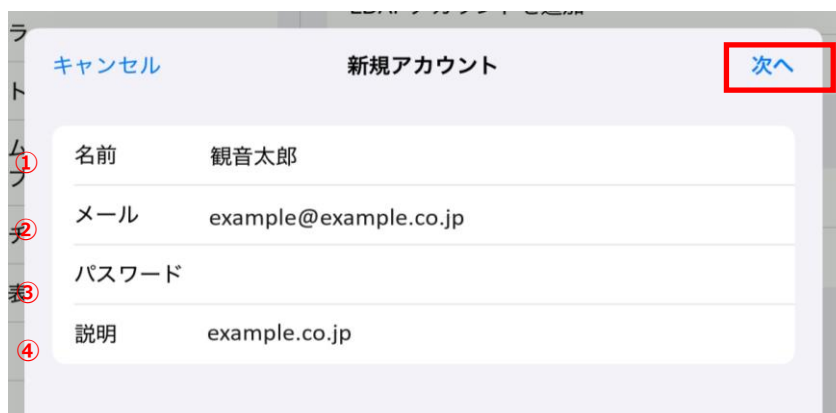 キャンセル 新規アカウント 次へ
① 名前 観音太郎
② メール example@example.co.jp
③ パスワード
④ 説明 example.co.jp